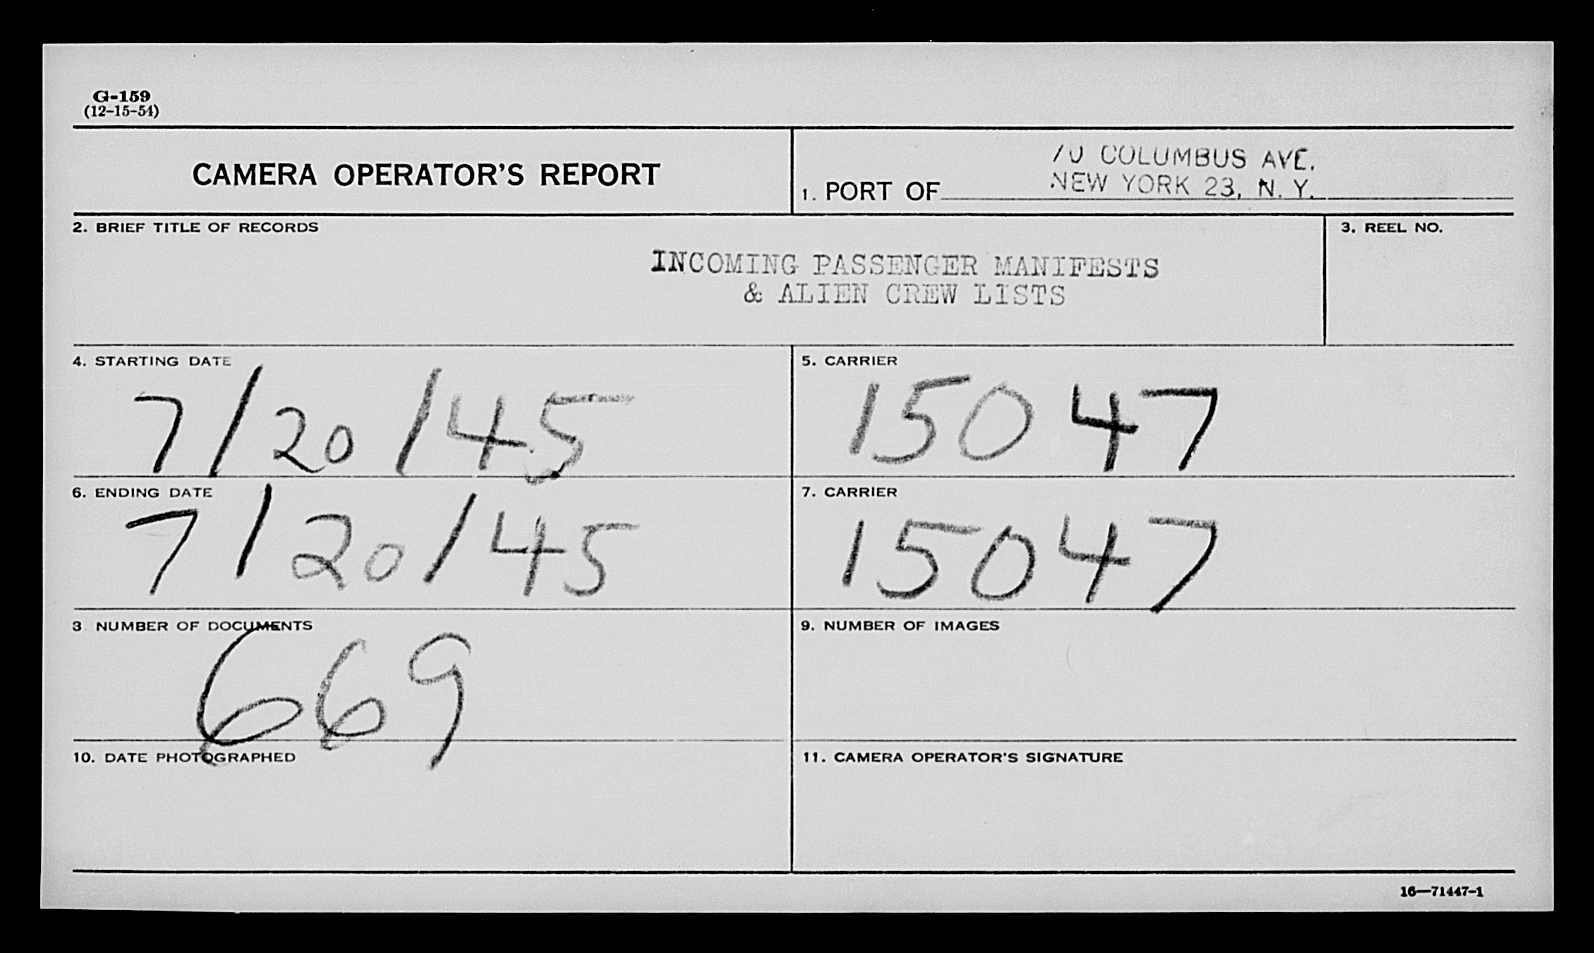 G-159
(12-15-54)
CAMERA OPERATOR'S REPORT
70 COLUMBUS AVE.
1. PORT OF NEW YORK 23, N. Y.
2. BRIEF TITLE OF RECORDS
3. REEL NO.
INCOMING PASSENGER MANIFESTS
& ALIEN CREW LISTS
4. STARTING DATE
5. CARRIER
7/20/45
15047
6. ENDING DATE
7. CARRIER
7/20/45
15047
3 NUMBER OF DOCUMENTS
9. NUMBER OF IMAGES
669
10. DATE PHOTOGRAPHED
11. CAMERA OPERATOR'S SIGNATURE
16—71447-1